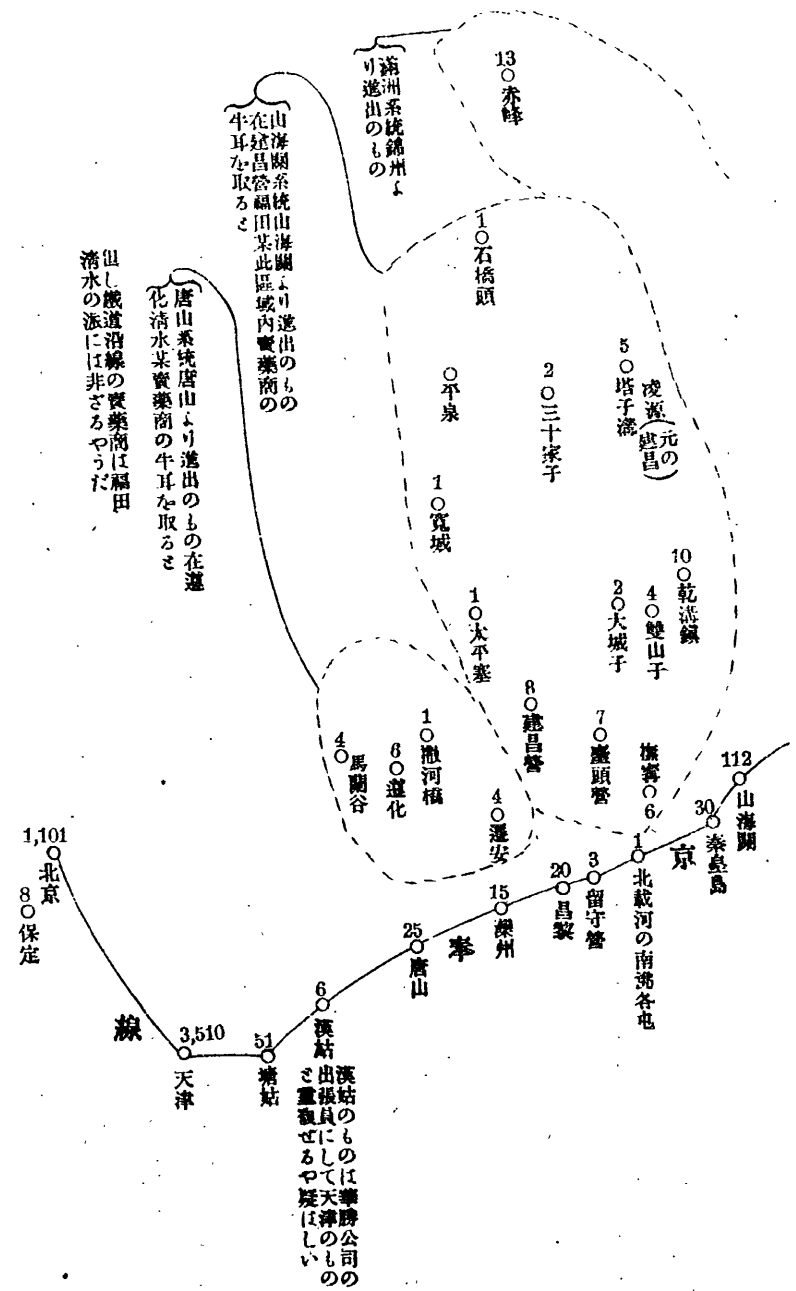 滿洲系統錦州よ
り進出のもの
13 赤峰
山海關系統山海關より進出のもの
在建昌營福田某此區域內賣藥商の
牛耳を取ると
唐山系統唐山より進出のもの在遵
化清水某賣藥商の牛耳を取ると
但し鐵道沿線の賣藥商は福田
清水の派には非ざるやうだ
1 石橋頭
5 塔子溝
凌源(元の建昌)
2 三十家子
平泉
1 寬城
10 乾溝鎭
4 雙山子
2 大城子
1 太平塞
8 建昌營
7 臺頭營
撫寗 6
1 撒河橋
6 遵化
4 馬蘭谷
4 遷安
112 山海關
30 秦皇島
京
1 北載河の南沸各屯
3 留守營
20 昌黎
15 灤州
奉
25 唐山
6 漢姑
漢姑のものは華勝公司の
出張員にして天津のもの
と重複せるや疑はしい
51 塘姑
3,510 天津
線
1,101 北京
8 保定